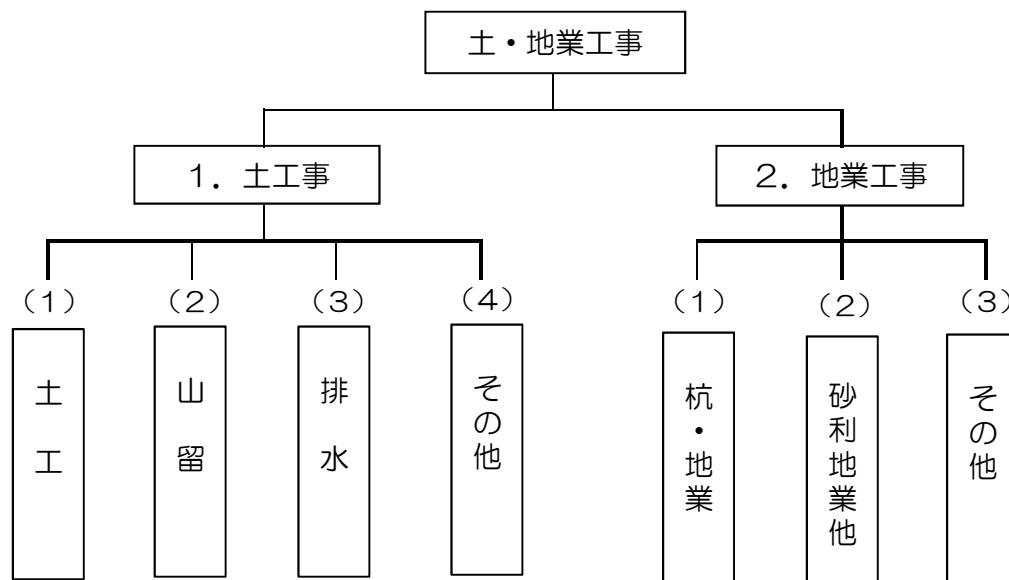 土・地業工事
1．土工事
2．地業工事
（1）
（2）
（3）
（4）
（1）
（2）
（3）
土工
山留
排水
その他
杭・地業
砂利地業他
その他